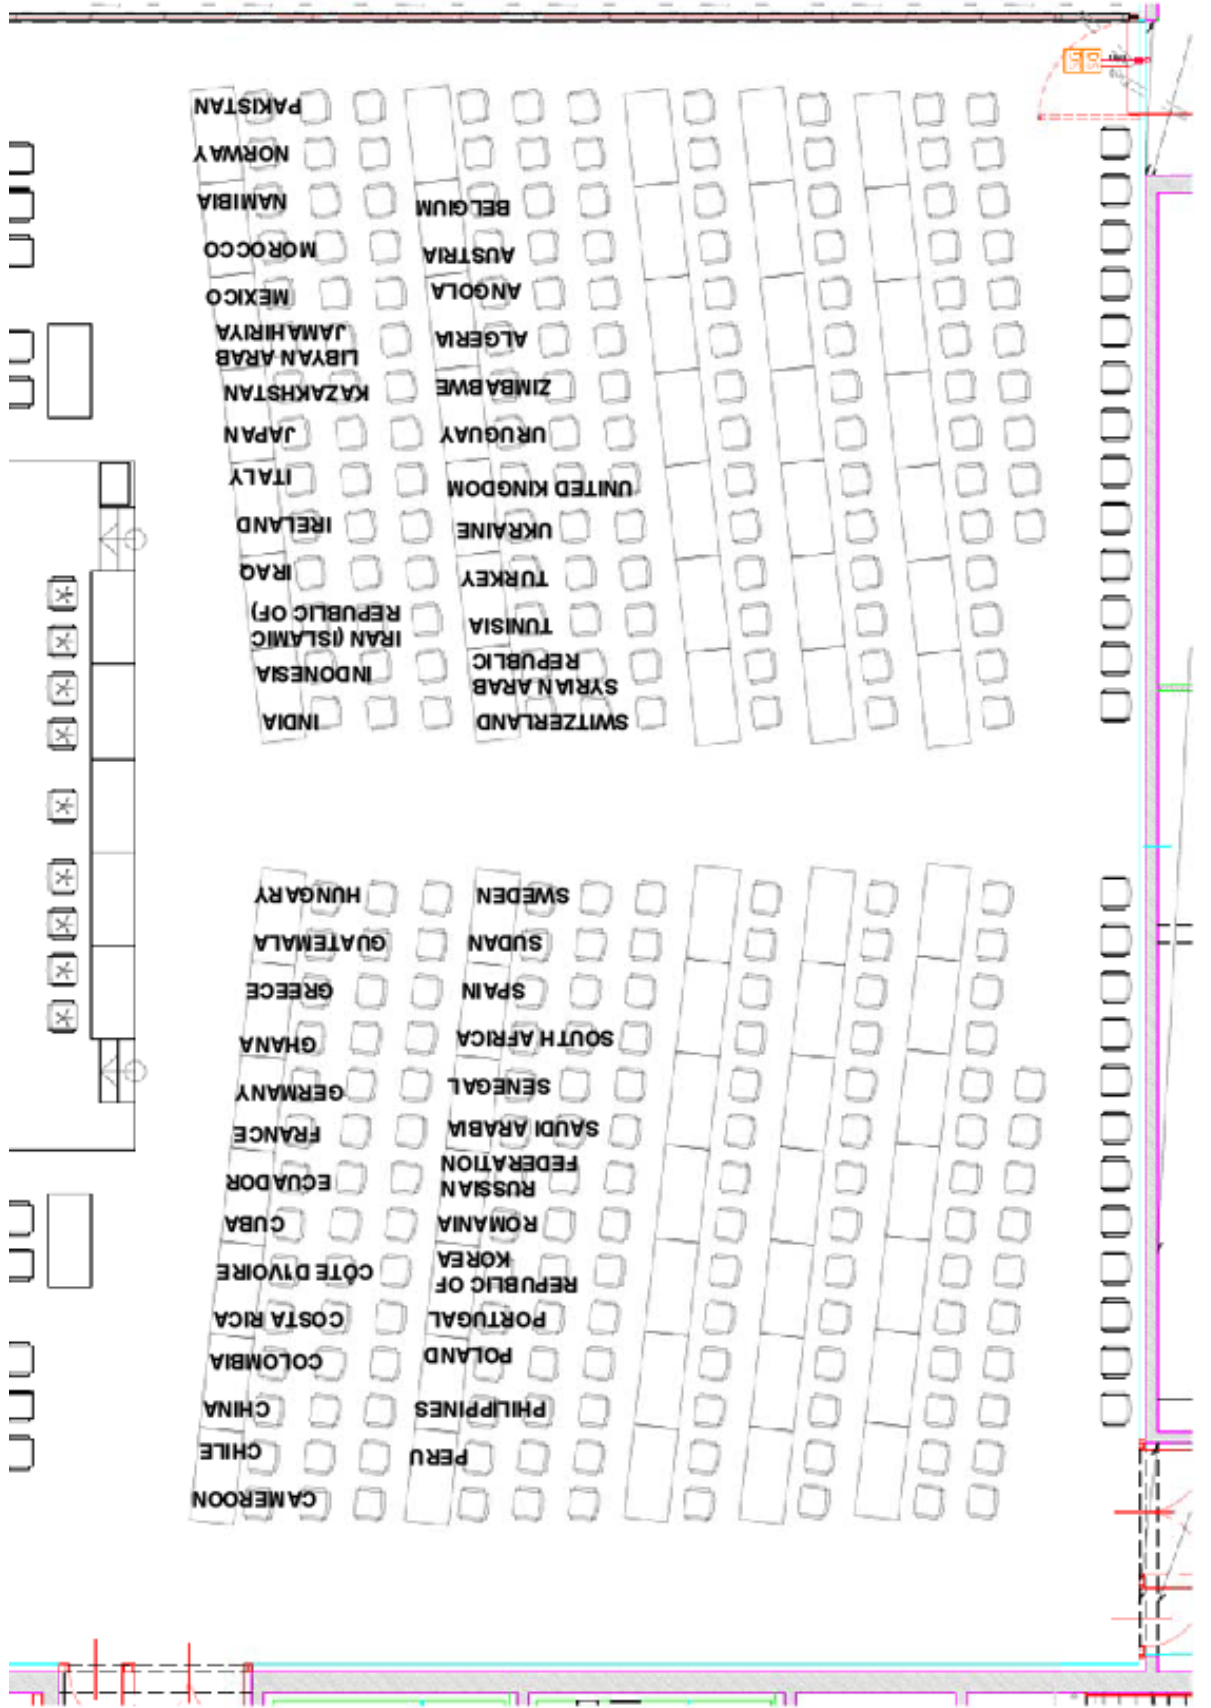 CAMEROON
CHILE
CHINA
COLOMBIA
COSTA RICA
CÔTE D'IVOIRE
CUBA
ECUADOR
FRANCE
GERMANY
GHANA
GREECE
GUATEMALA
HUNGARY
INDIA
INDONESIA
IRAN (ISLAMIC
REPUBLIC OF)
IRAQ
IRELAND
ITALY
JAPAN
KAZAKHSTAN
LIBYAN ARAB
JAMAHIRIYA
MEXICO
MOROCCO
NAMIBIA
NORWAY
PAKISTAN
PERU
PHILIPPINES
POLAND
PORTUGAL
REPUBLIC OF
KOREA
ROMANIA
RUSSIAN
FEDERATION
SAUDI ARABIA
SENEGAL
SOUTH AFRICA
SPAIN
SUDAN
SWEDEN
SWITZERLAND
SYRIAN ARAB
REPUBLIC
TUNISIA
TURKEY
UKRAINE
UNITED KINGDOM
URUGUAY
ZIMBABWE
ALGERIA
ANGOLA
AUSTRIA
BELGIUM